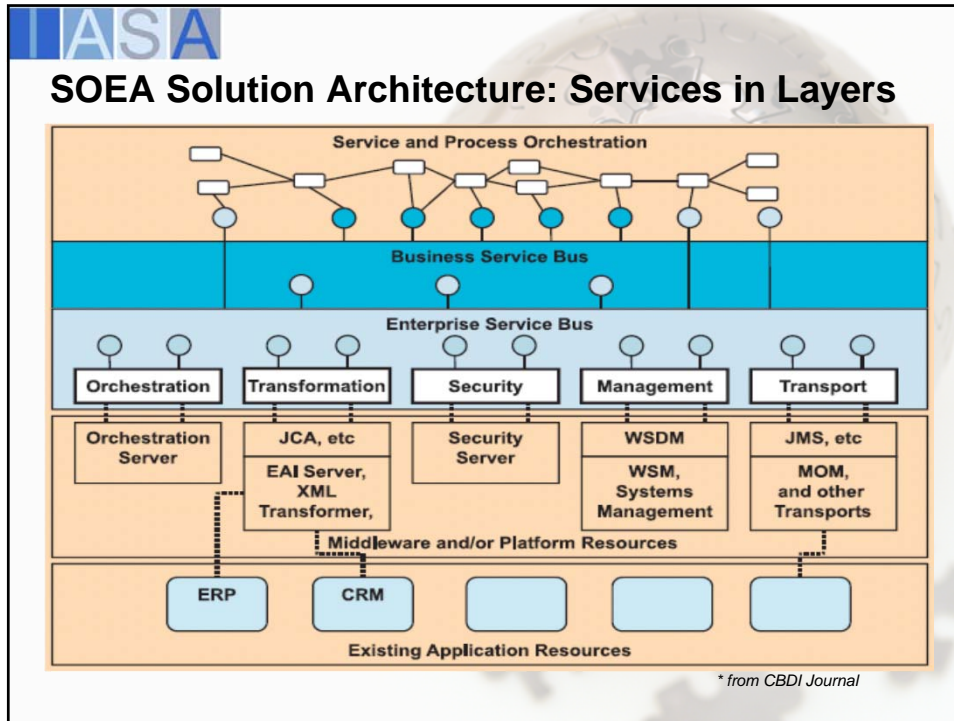 IASA
SOEA Solution Architecture: Services in Layers
Service and Process Orchestration
Business Service Bus
Enterprise Service Bus
Orchestration
Transformation
Security
Management
Transport
Orchestration
Server
JCA, etc
EAI Server,
XML
Transformer,
Security
Server
WSDM
WSM,
Systems
Management
JMS, etc
MOM,
and other
Transports
Middleware and/or Platform Resources
ERP
CRM
Existing Application Resources
* from CBDI Journal